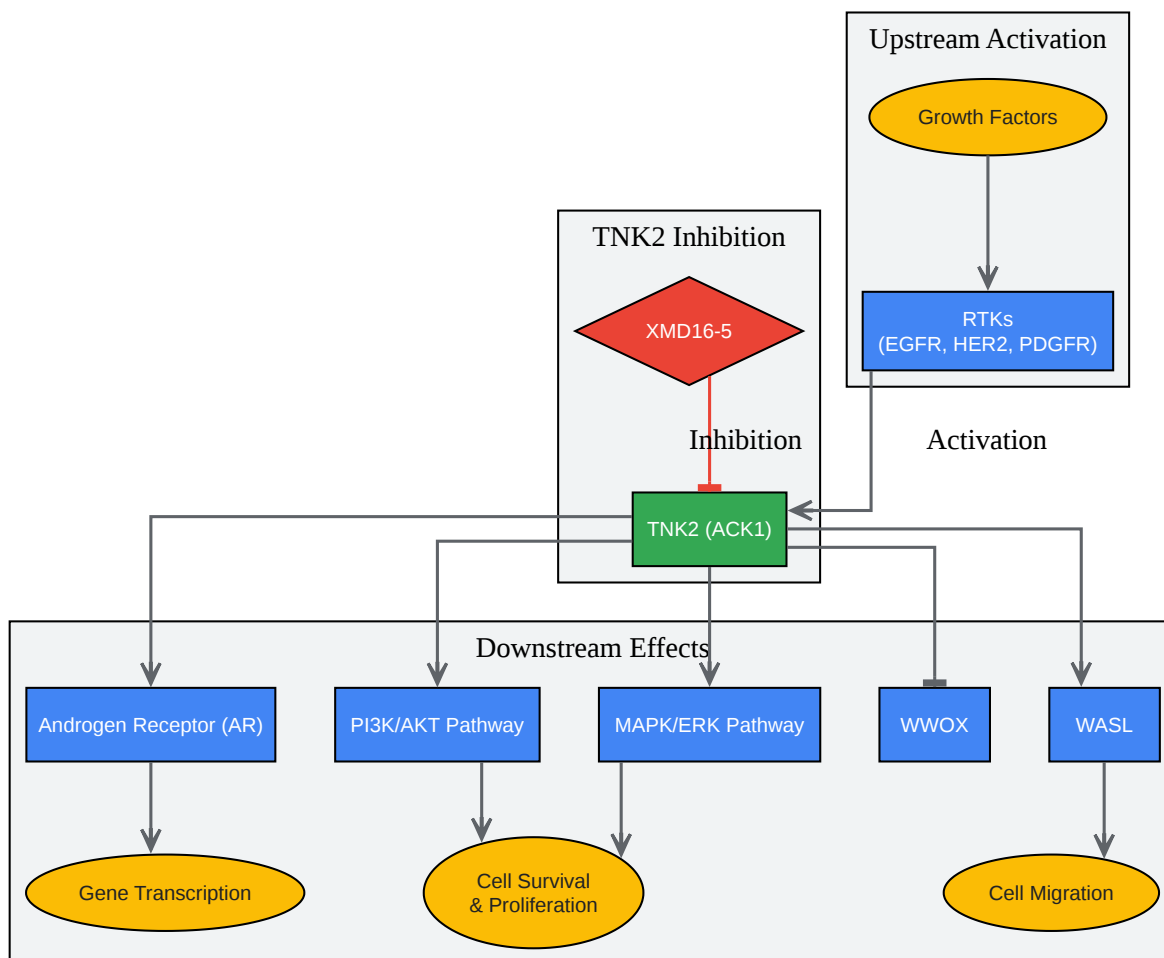 Upstream Activation
Growth Factors
TNK2 Inhibition
XMD16-5
RTKs
(EGFR, HER2, PDGFR)
Inhibition
Activation
TNK2 (ACK1)
Downstream Effects
Androgen Receptor (AR)
PI3K/AKT Pathway
MAPK/ERK Pathway
WWOX
WASL
Gene Transcription
Cell Survival
& Proliferation
Cell Migration